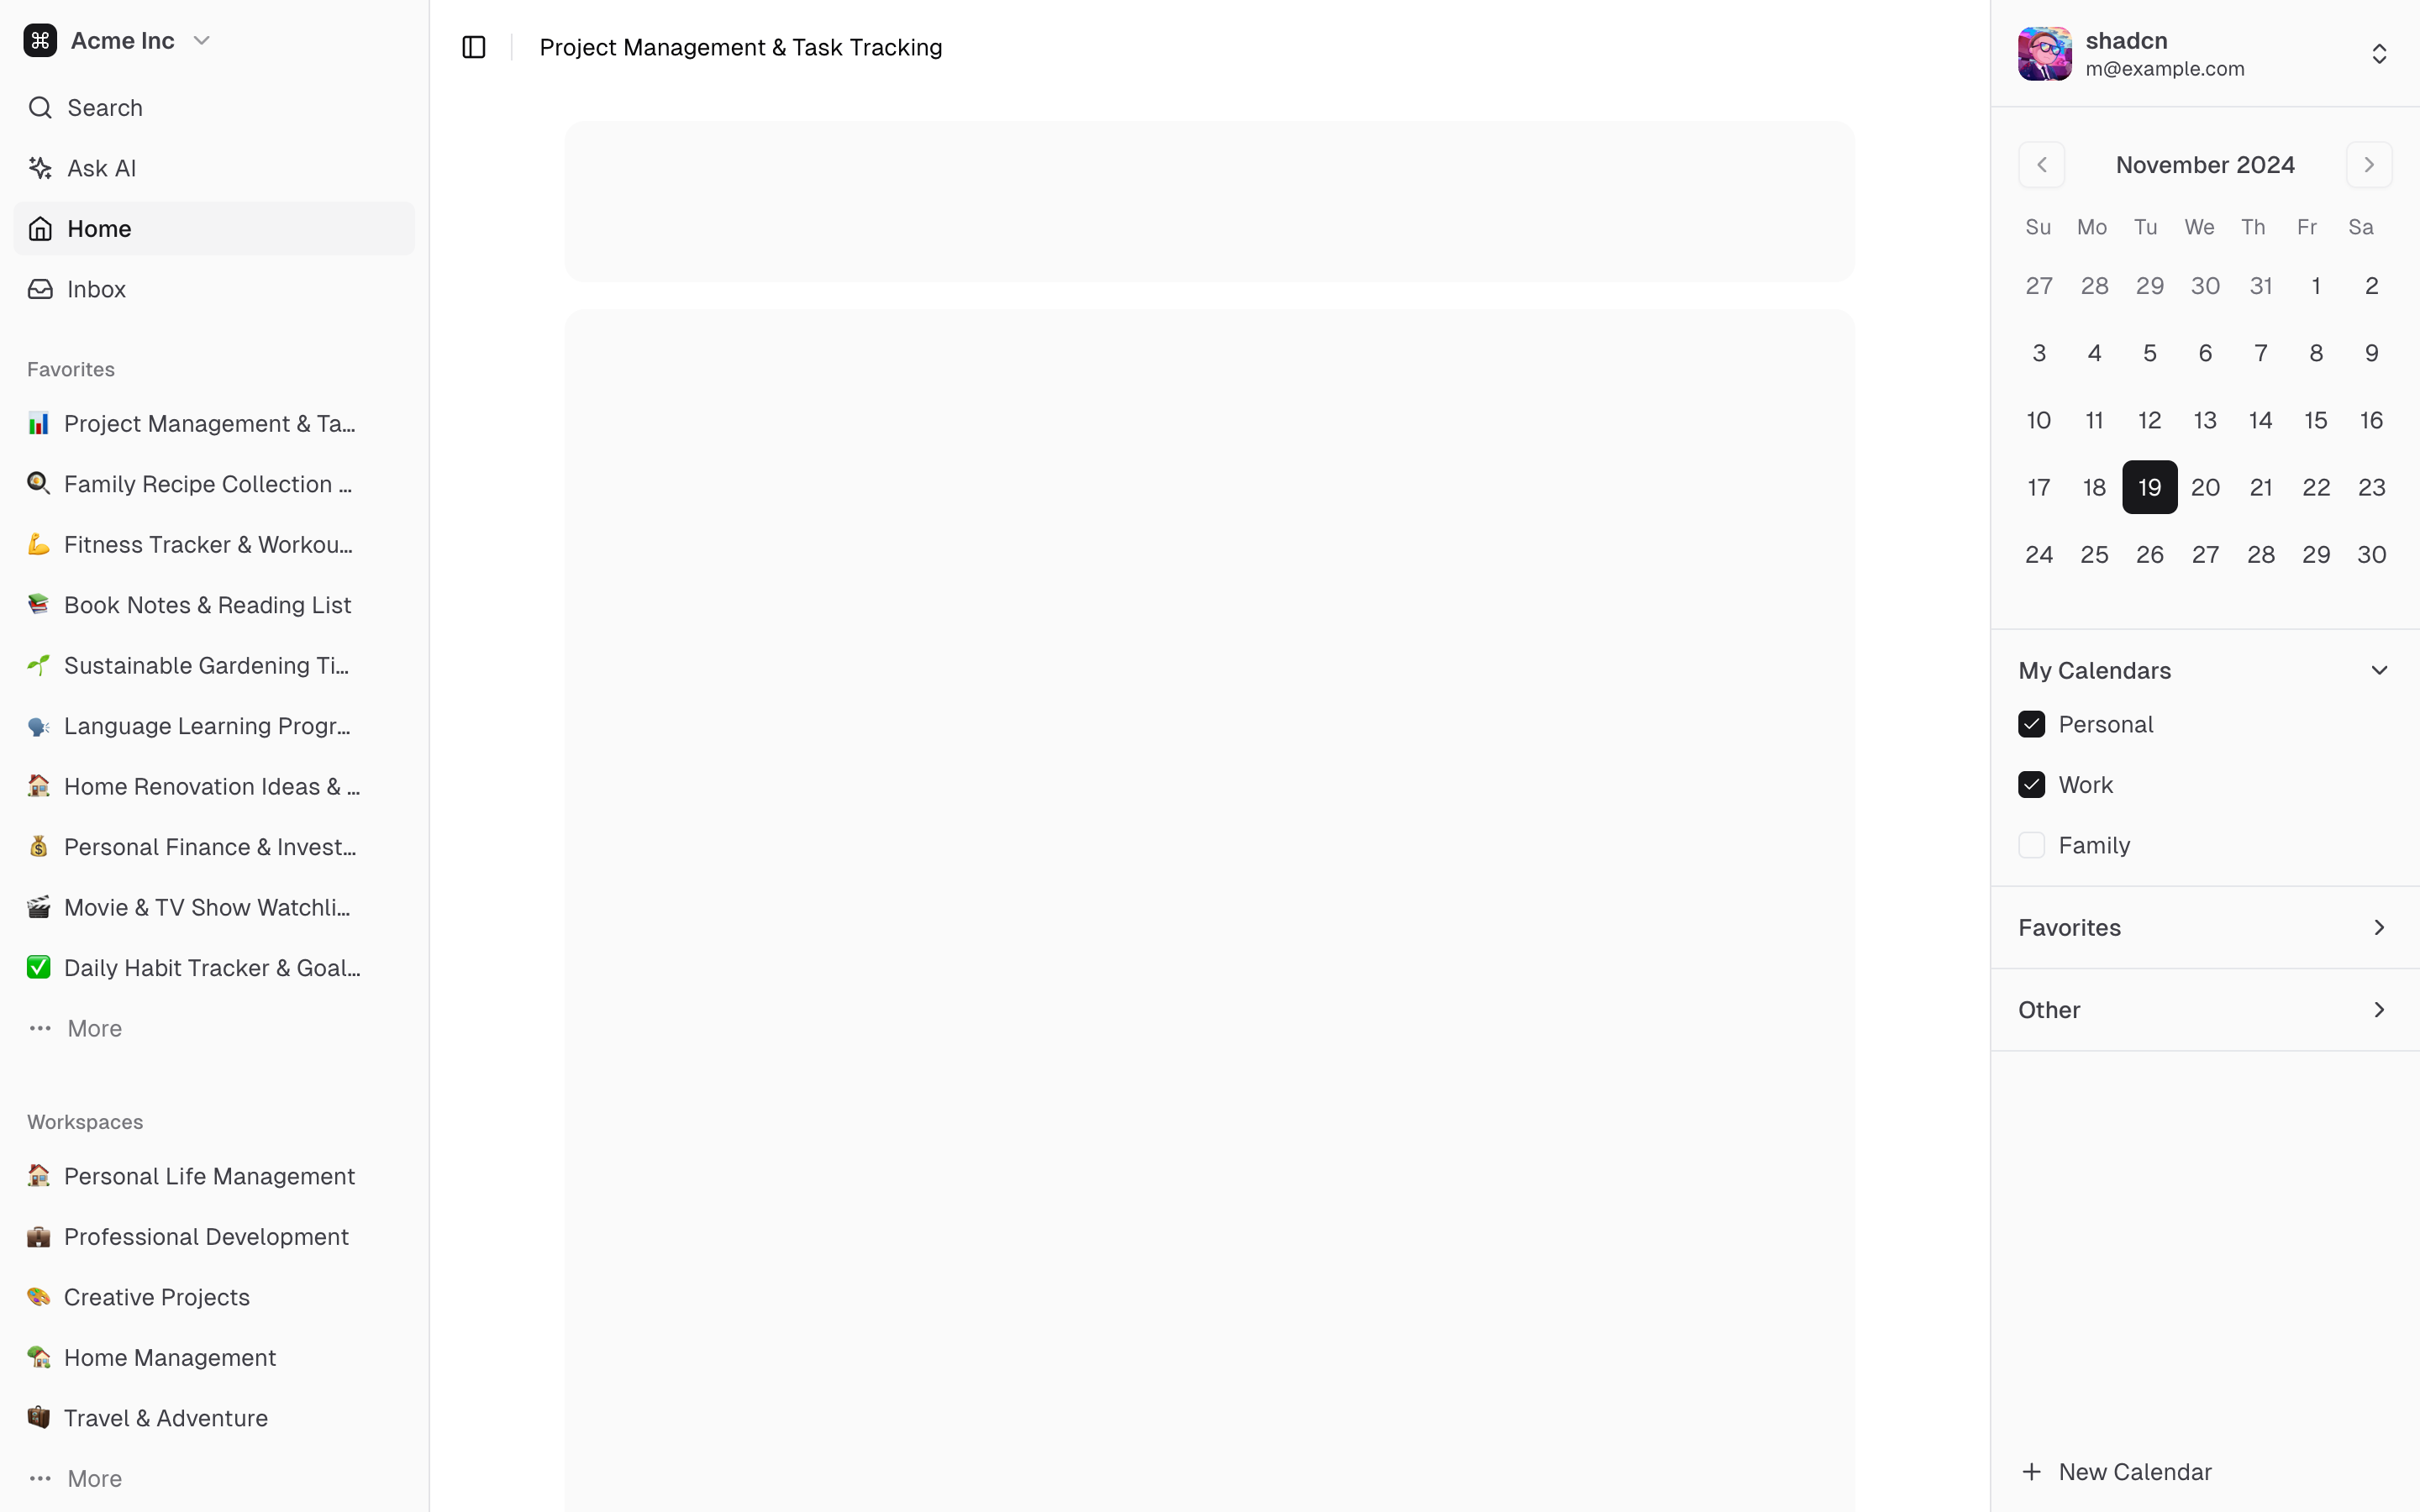 Acme Inc
Search
Ask AI
Home
Inbox
Favorites
Project Management & Ta...
Family Recipe Collection ...
Fitness Tracker & Workou...
Book Notes & Reading List
Sustainable Gardening Ti...
Language Learning Progr...
Home Renovation Ideas & ...
Personal Finance & Invest...
Movie & TV Show Watchli...
Daily Habit Tracker & Goal...
More
Workspaces
Personal Life Management
Professional Development
Creative Projects
Home Management
Travel & Adventure
More
Project Management & Task Tracking
shadcn
m@example.com
November 2024
Su Mo Tu We Th Fr Sa
27 28 29 30 31 1 2
3 4 5 6 7 8 9
10 11 12 13 14 15 16
17 18 19 20 21 22 23
24 25 26 27 28 29 30
My Calendars
Personal
Work
Family
Favorites
Other
New Calendar